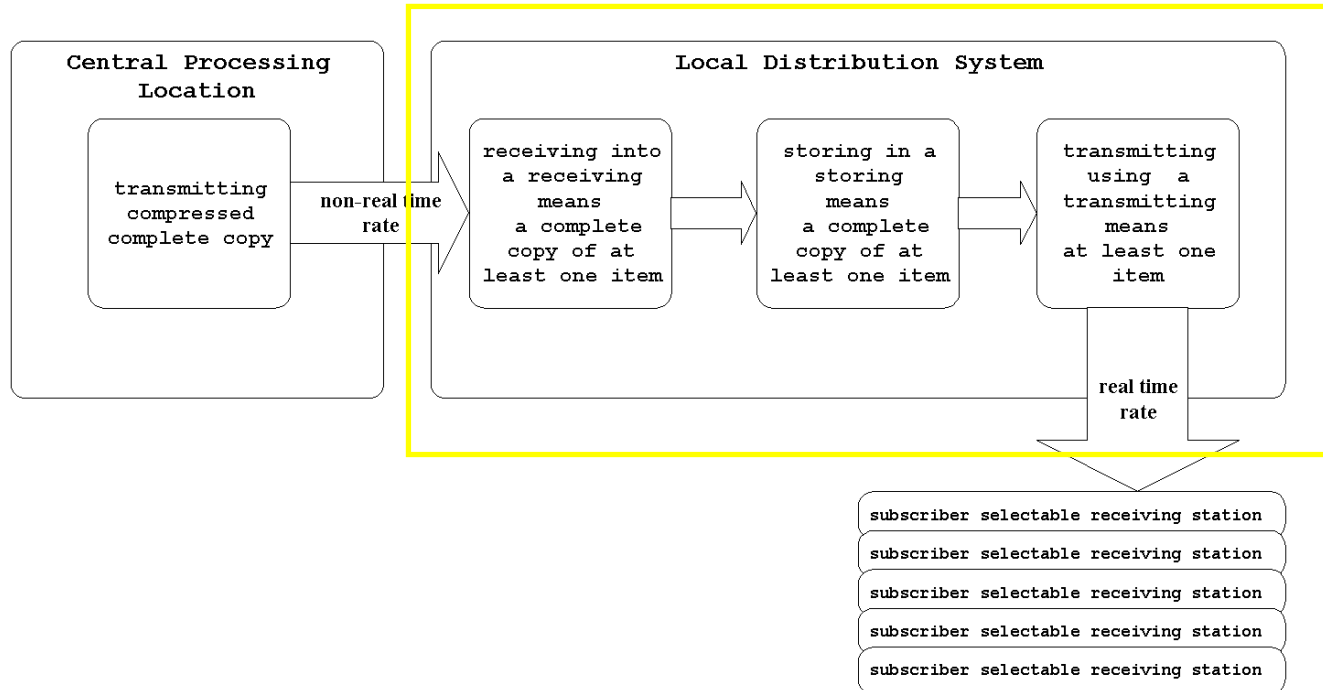 Central Processing
Location
transmitting
compressed
complete copy
non-real time
rate
Local Distribution System
receiving into
a receiving
means
a complete
copy of at
least one item
storing in a
storing
means
a complete
copy of at
least one item
transmitting
using a
transmitting
means
at least one
item
real time
rate
subscriber selectable receiving station
subscriber selectable receiving station
subscriber selectable receiving station
subscriber selectable receiving station
subscriber selectable receiving station